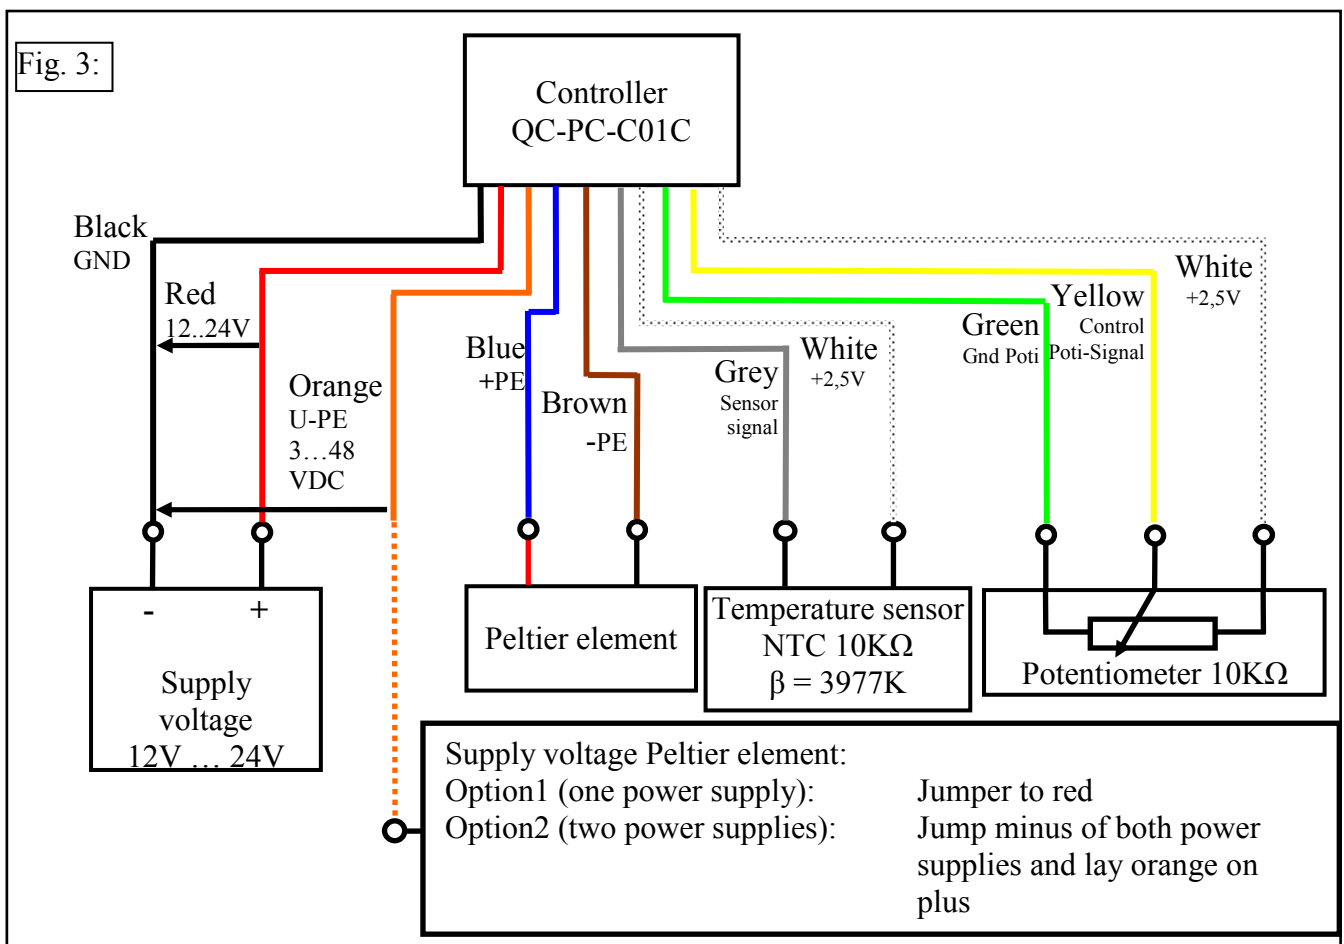 Fig. 3:
Controller
QC-PC-C01C
Black
GND
Red
12..24V
Orange
U-PE
3…48
VDC
Blue
+PE
Brown
-PE
Grey
Sensor
signal
White
+2,5V
Green
Gnd Poti
Yellow
Control
Poti-Signal
White
+2,5V
- +
Supply
voltage
12V … 24V
Peltier element
Temperature sensor
NTC 10KΩ
β = 3977K
Potentiometer 10KΩ
Supply voltage Peltier element:
Option1 (one power supply): Jumper to red
Option2 (two power supplies): Jump minus of both power
supplies and lay orange on
plus